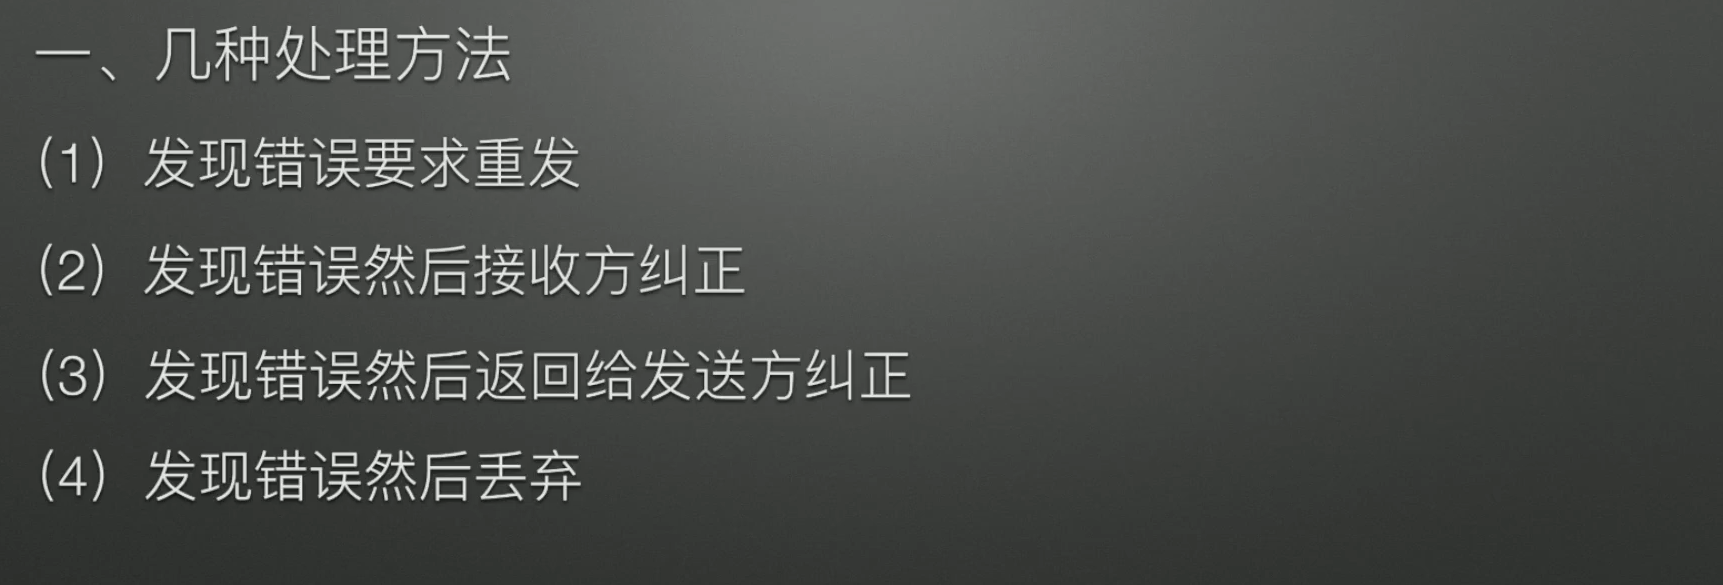 一、几种处理方法
（1）发现错误要求重发
（2）发现错误然后接收方纠正
（3）发现错误然后返回给发送方纠正
（4）发现错误然后丢弃